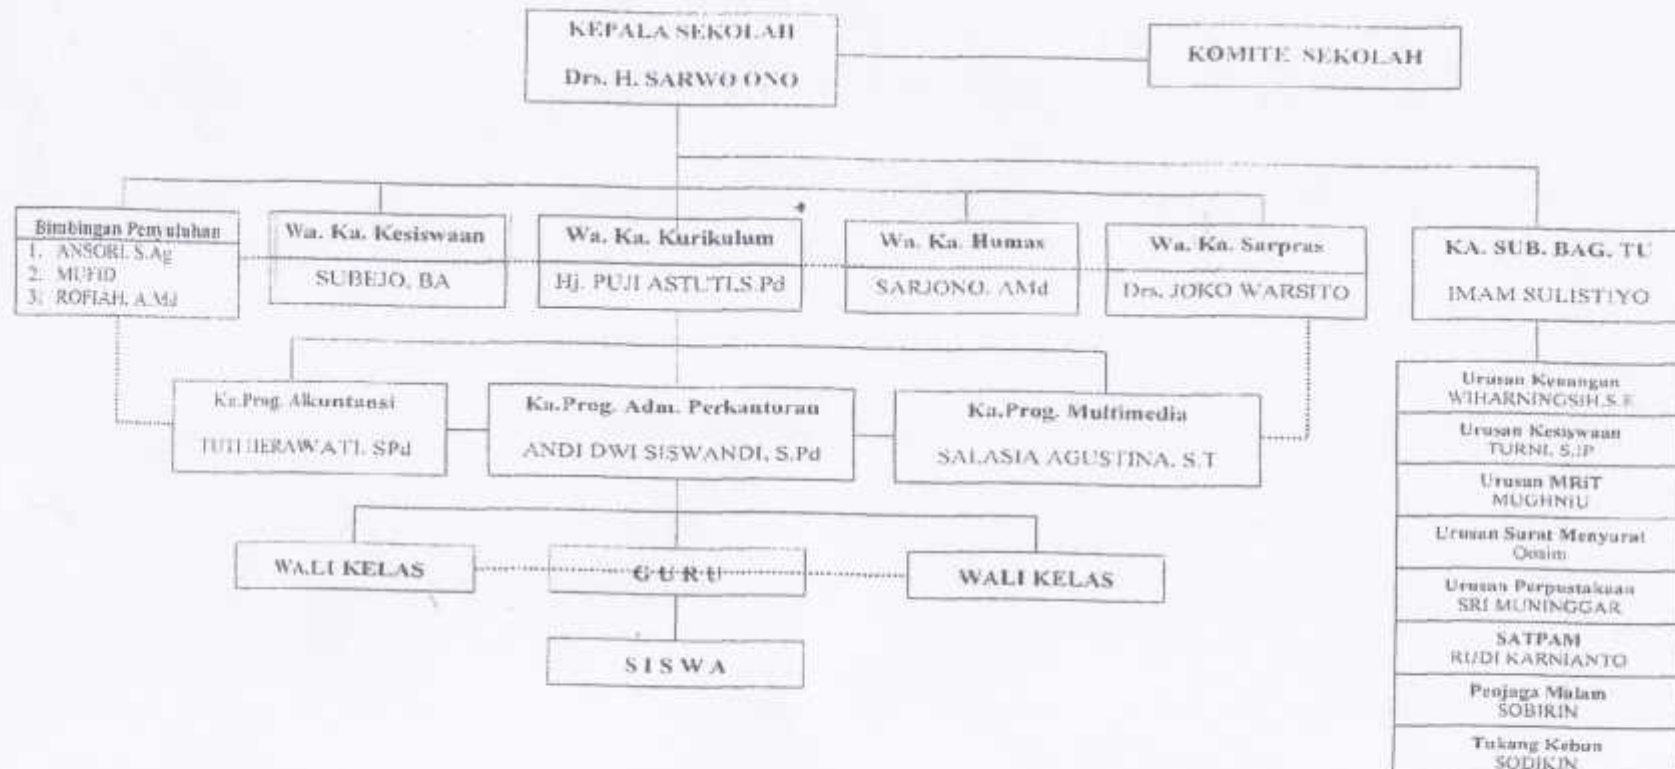 KEPALA SEKOLAH
Drs. H. SARWO ONO
KOMITE SEKOLAH
Bimbingan Penyuluhan
1. ANSORI, S.Ag
2. MUFID
3. ROFIAH, A.Md
Wa. Ka. Kesiswaan
SUBEJO, BA
Wa. Ka. Kurikulum
Hj. PUJI ASTUTI,S.Pd
Wa. Ka. Humas
SARJONO. AMd
Wa. Ka. Sarpras
Drs. JOKO WARSITO
KA. SUB. BAG. TU
IMAM SULISTIYO
Ka.Prog. Akuntansi
TUTI HERAWATI. SPd
Ka.Prog. Adm. Perkantoran
ANDI DWI SISWANDI, S.Pd
Ka.Prog. Multimedia
SALASIA AGUSTINA. S.T
Urusan Keuangan
WIHARNINGSIH.S.E
Urusan Kesiswaan
TURNI, S.IP
Urusan MRiT
MUGHNIU
Urusan Surat Menyurat
Qosim
Urusan Perpustakaan
SRI MUNINGGAR
SATPAM
RUDI KARNIANTO
Penjaga Malam
SOBIRIN
Tukang Kebun
SODIKIN
WALI KELAS
G U R U
WALI KELAS
S I S W A